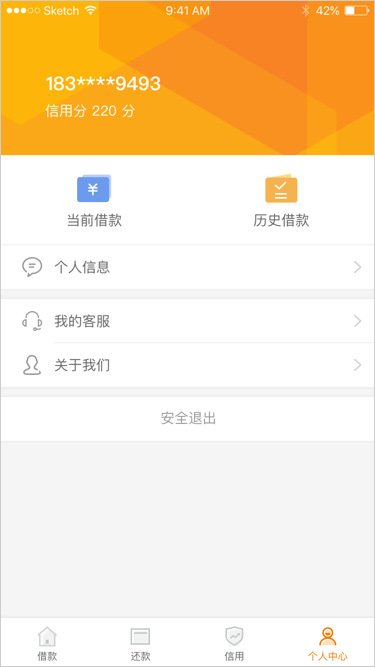 Sketch 9:41 AM 42%
183****9493
信用分 220 分
¥
当前借款 历史借款
个人信息
我的客服
关于我们
安全退出
借款 还款 信用 个人中心